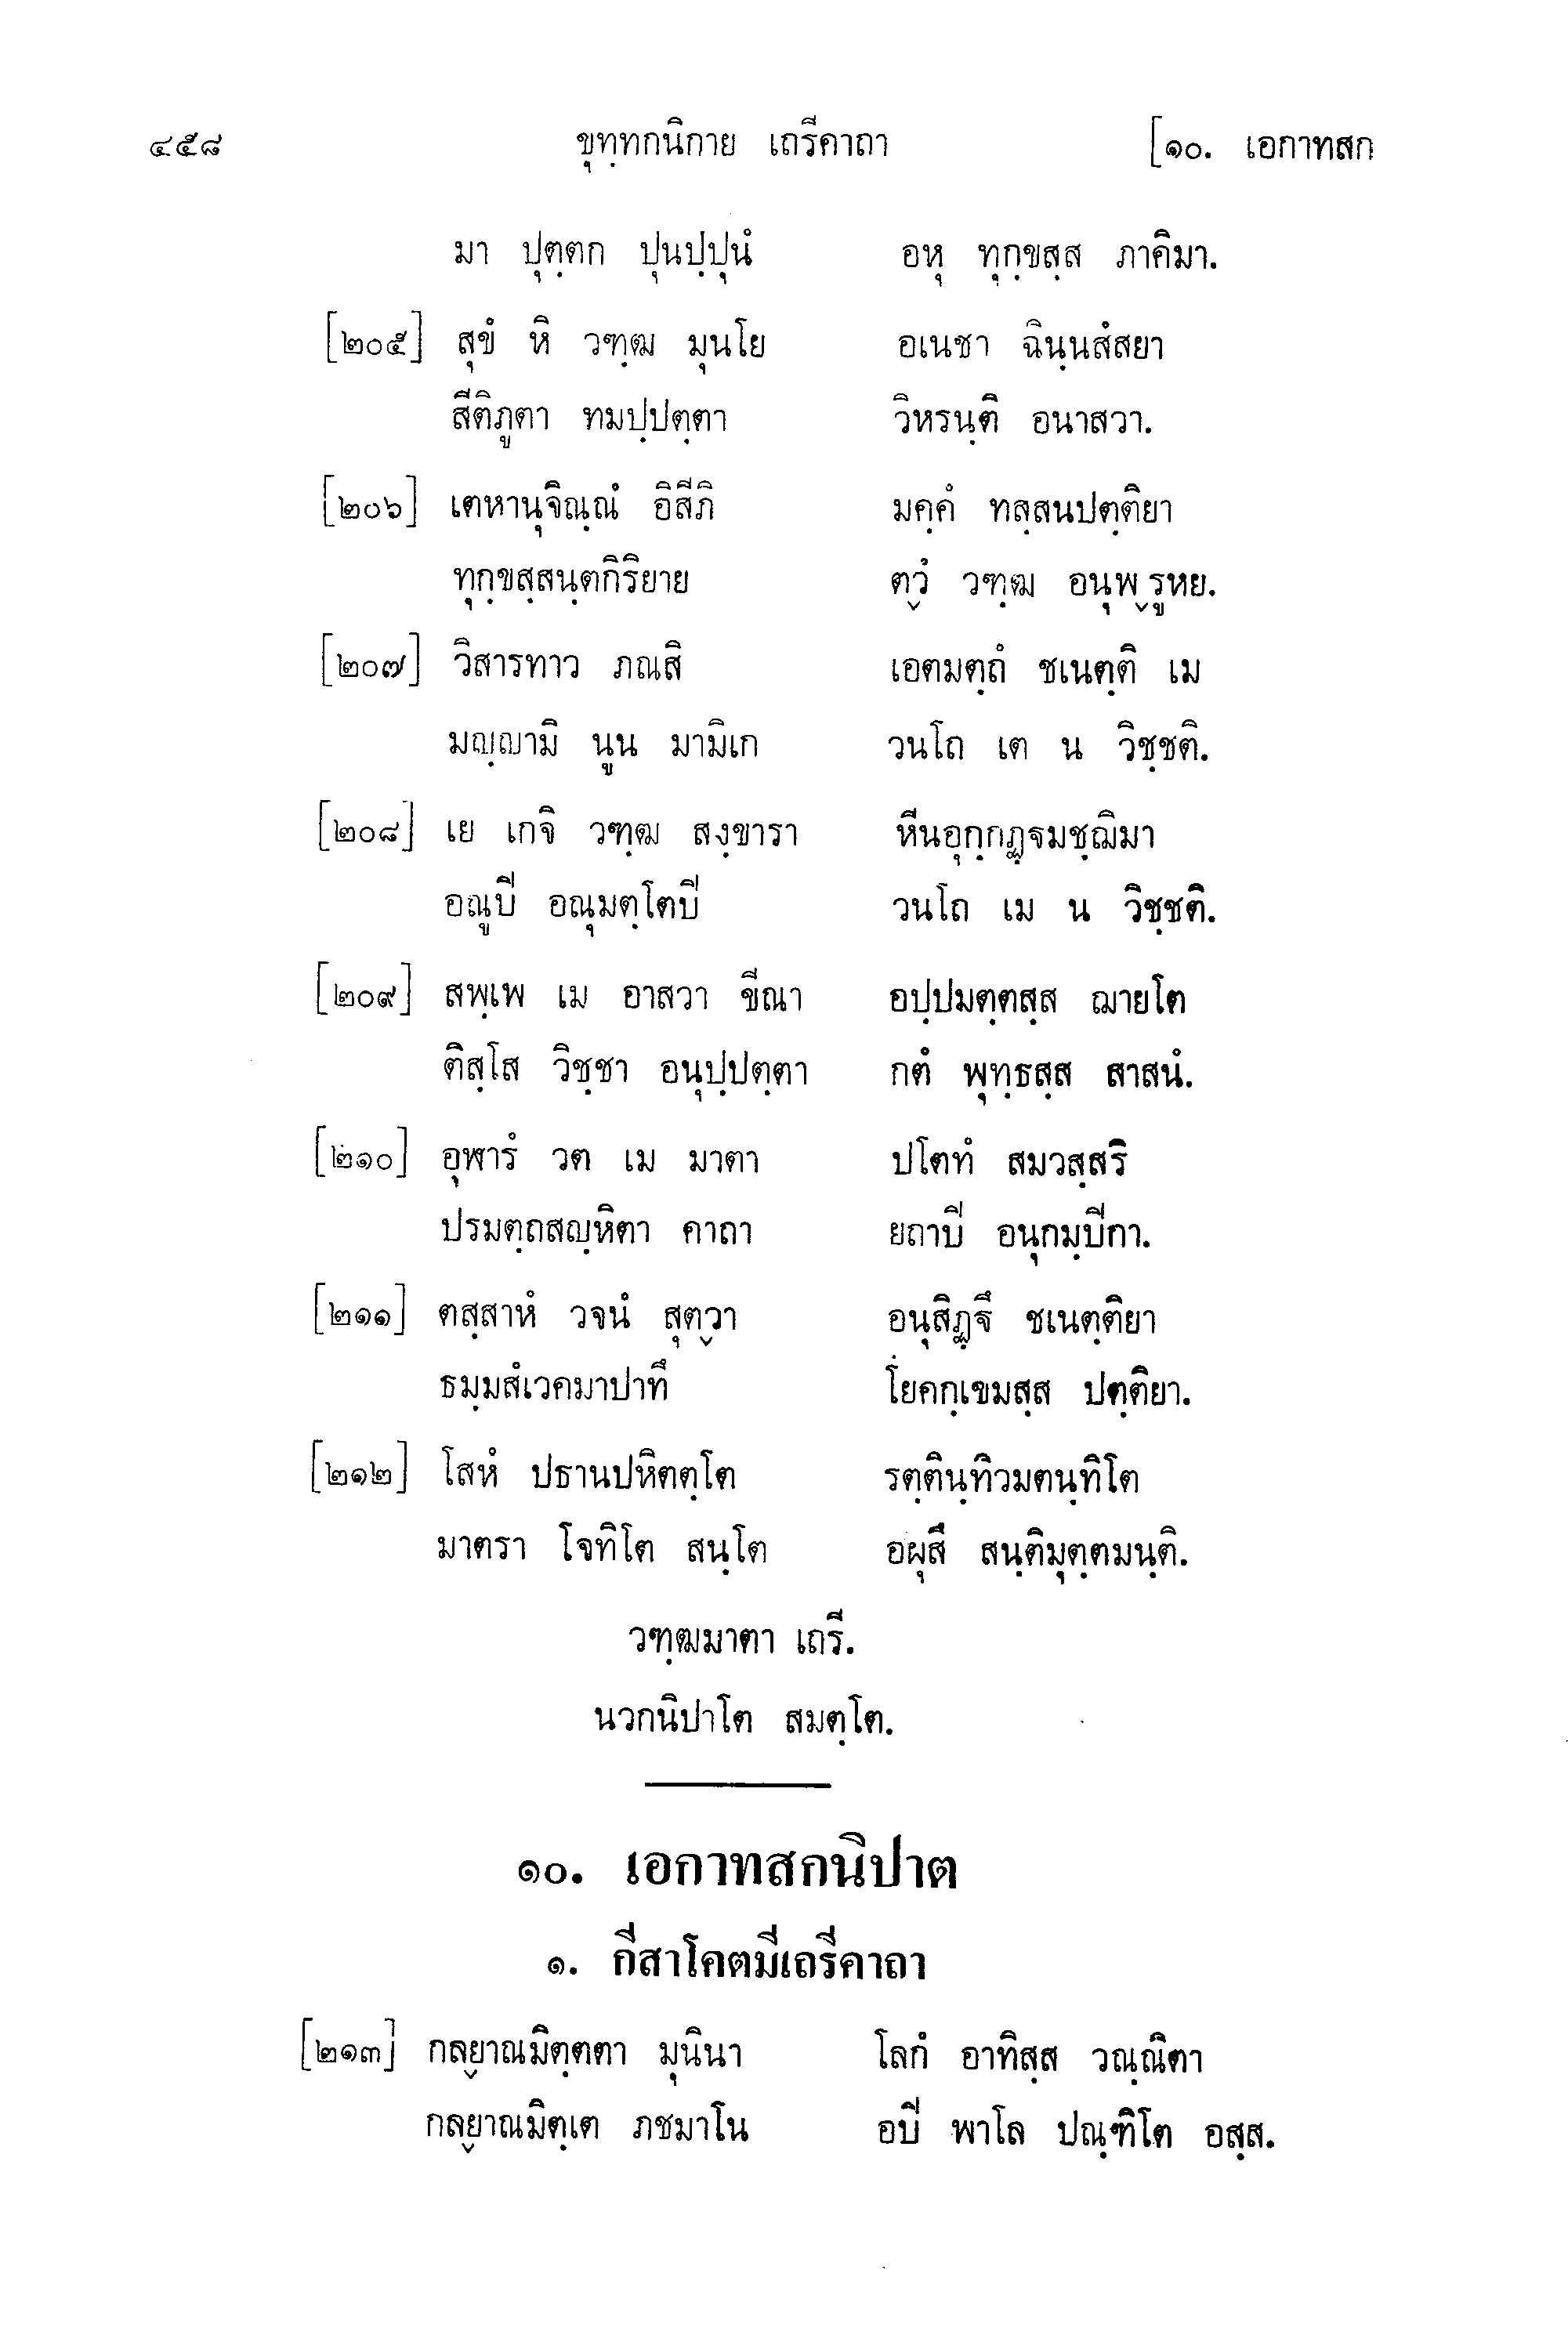 ๔๕๘ ขุทฺทกนิกาย เถรีคาถา [๑๐. เอกาทสก
มา ปุตฺตก ปุนปฺปุนํ อหุ ทุกฺขสฺส ภาคิมา.
[๒๐๕] สุขํ หิ วฑฺฒ มุนโย อเนชา ฉินฺนสํสยา
สีติภูตา ทมปฺปตฺตา วิหรนฺติ อนาสวา.
[๒๐๖] เตหานุจิณฺณํ อิสีภิ มคฺคํ ทสฺสนปตฺติยา
ทุกฺขสฺสนฺตกิริยาย ตฺวํ วฑฺฒ อนุพฺรูหย.
[๒๐๗] วิสารทาว ภณสิ เอตมตฺถํ ชเนตฺติ เม
มญฺญามิ นูน มามิเก วนโถ เต น วิชฺชติ.
[๒๐๘] เย เกจิ วฑฺฒ สงฺขารา หีนอุกฺกฏฺฐมชฺฌิมา
อณูปิ อณุมตฺโตปิ วนโถ เม น วิชฺชติ.
[๒๐๙] สพฺเพ เม อาสวา ขีณา อปฺปมตฺตสฺส ฌายโต
ติสฺโส วิชฺชา อนุปฺปตฺตา กตํ พุทฺธสฺส สาสนํ.
[๒๑๐] อุฬารํ วต เม มาตา ปโตทํ สมวสฺสริ
ปรมตฺถสญฺหิตา คาถา ยถาปิ อนุกมฺปิกา.
[๒๑๑] ตสฺสาหํ วจนํ สุตฺวา อนุสิฏฺฐึ ชเนตฺติยา
ธมฺมสํเวคมาปาทึ โยคกฺเขมสฺส ปตฺติยา.
[๒๑๒] โสหํ ปธานปหิตตฺโต รตฺตินฺทิวมตนฺทิโต
มาตรา โจทิโต สนฺโต อผุสึ สนฺติมุตฺตมนฺติ.
วฑฺฒมาตา เถรี.
นวกนิปาโต สมตฺโต.
๑๐. เอกาทสกนิปาต
๑. กีสาโคตมีเถรีคาถา
[๒๑๓] กลฺยาณมิตฺตตา มุนินา โลกํ อาทิสฺส วณฺณิตา
กลฺยาณมิตฺเต ภชมาโน อปิ พาโล ปณฺฑิโต อสฺส.